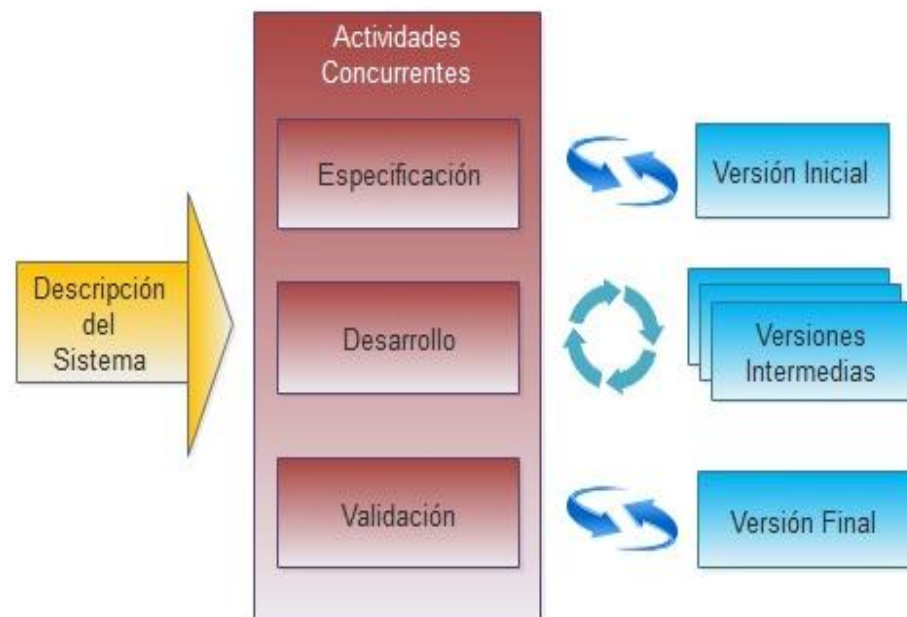 Actividades
Concurrentes
Especificación
Versión Inicial
Descripción
del
Sistema
Desarrollo
Versiones
Intermedias
Validación
Versión Final